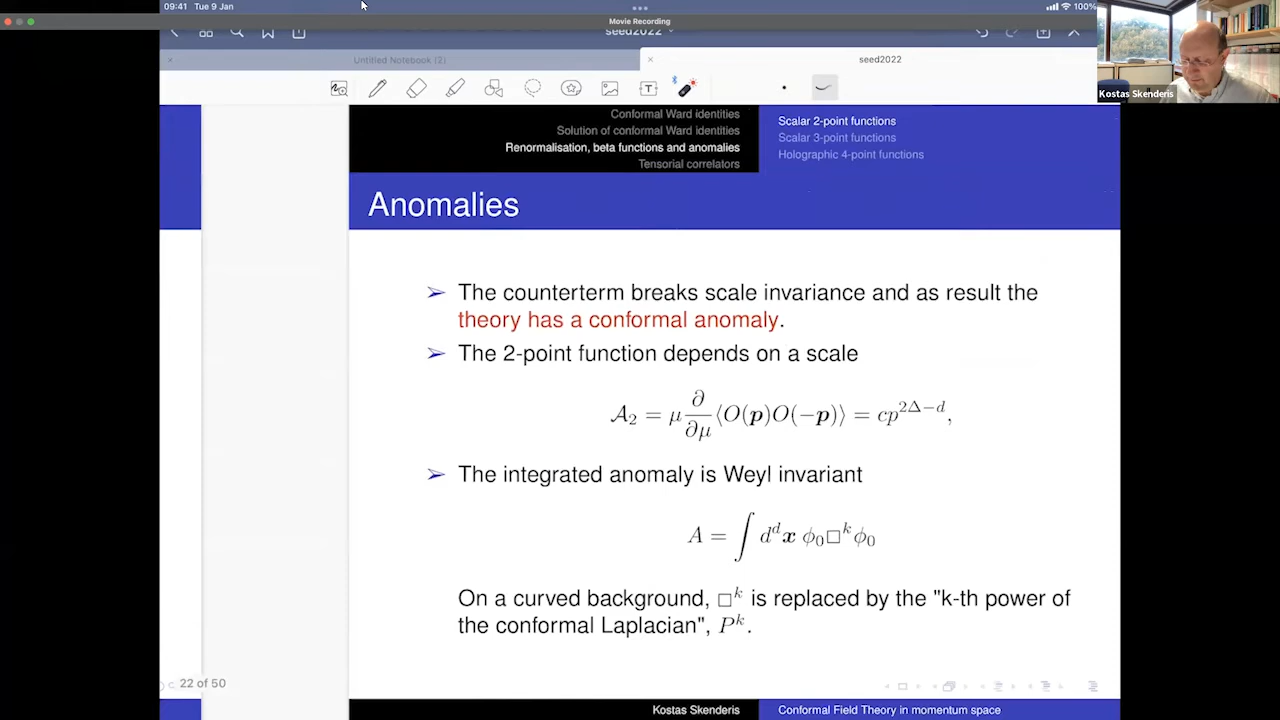 09:41 Tue 9 Jan
100%
Movie Recording
seed2022
Untitled Notebook (2)
seed2022
Kostas Skenderis
Conformal Ward identities
Solution of conformal Ward identities
Renormalisation, beta functions and anomalies
Tensorial correlators
Scalar 2-point functions
Scalar 3-point functions
Holographic 4-point functions
Anomalies
➢ The counterterm breaks scale invariance and as result the
theory has a conformal anomaly.
➢ The 2-point function depends on a scale
𝒜₂ = μ ∂/∂μ ⟨O(p)O(−p)⟩ = cp^{2Δ−d},
➢ The integrated anomaly is Weyl invariant
A = ∫ d^d x φ₀□^k φ₀
On a curved background, □^k is replaced by the "k-th power of
the conformal Laplacian", P^k.
22 of 50
Kostas Skenderis
Conformal Field Theory in momentum space